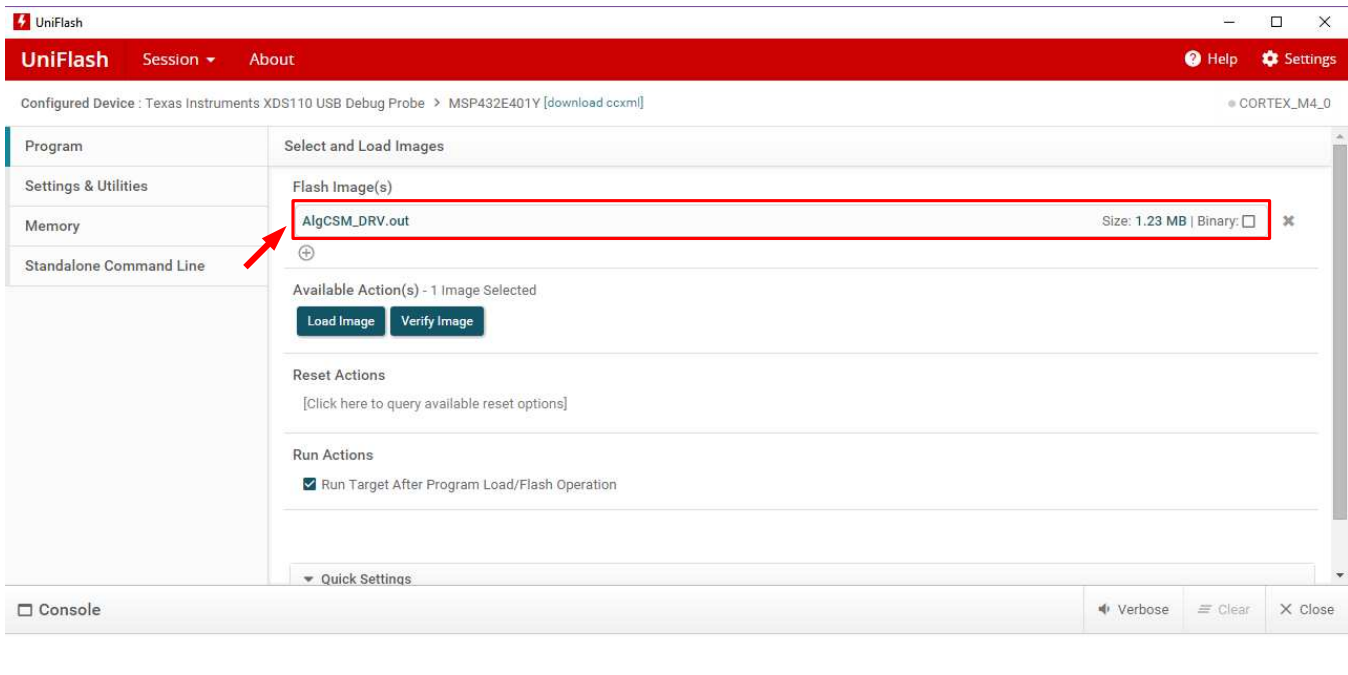 UniFlash
UniFlash Session About Help Settings
Configured Device : Texas Instruments XDS110 USB Debug Probe > MSP432E401Y [download ccxml] CORTEX_M4_0
Program
Settings & Utilities
Memory
Standalone Command Line
Select and Load Images
Flash Image(s)
AlgCSM_DRV.out Size: 1.23 MB | Binary:
Available Action(s) - 1 Image Selected
Load Image Verify Image
Reset Actions
[Click here to query available reset options]
Run Actions
Run Target After Program Load/Flash Operation
Quick Settings
Console Verbose Clear Close